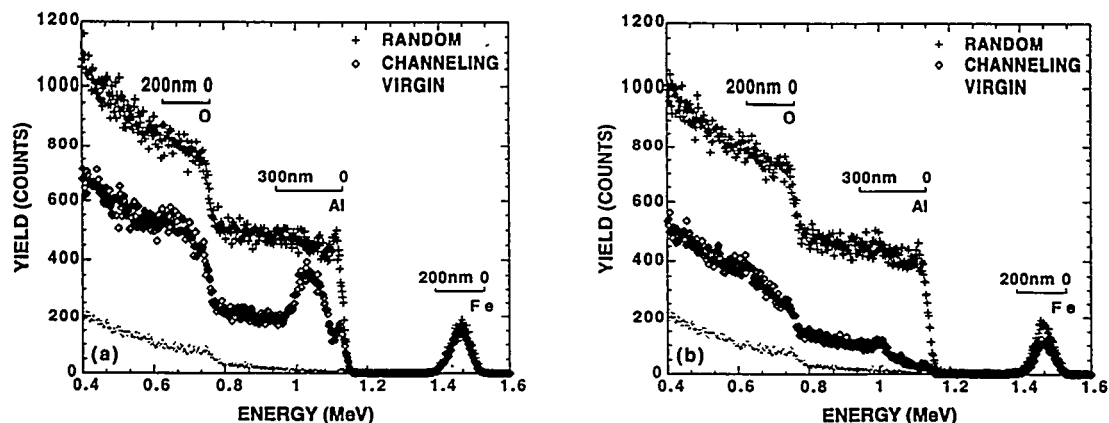 1200
1000
800
600
400
200
0
YIELD (COUNTS)
+ RANDOM
◇ CHANNELING
VIRGIN
200nm 0
O
300nm 0
Al
200nm 0
Fe
(a)
0.4 0.6 0.8 1 1.2 1.4 1.6
ENERGY (MeV)
1200
1000
800
600
400
200
0
YIELD (COUNTS)
+ RANDOM
◇ CHANNELING
VIRGIN
200nm 0
O
300nm 0
Al
200nm 0
Fe
(b)
0.4 0.6 0.8 1 1.2 1.4 1.6
ENERGY (MeV)